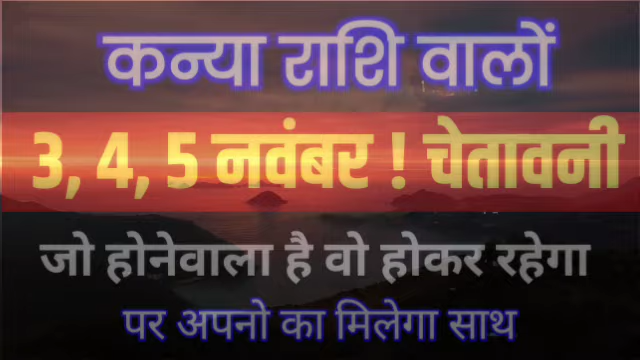 कन्या राशि वालों
3, 4, 5 नवंबर ! चेतावनी
जो होनेवाला है वो होकर रहेगा
पर अपनो का मिलेगा साथ